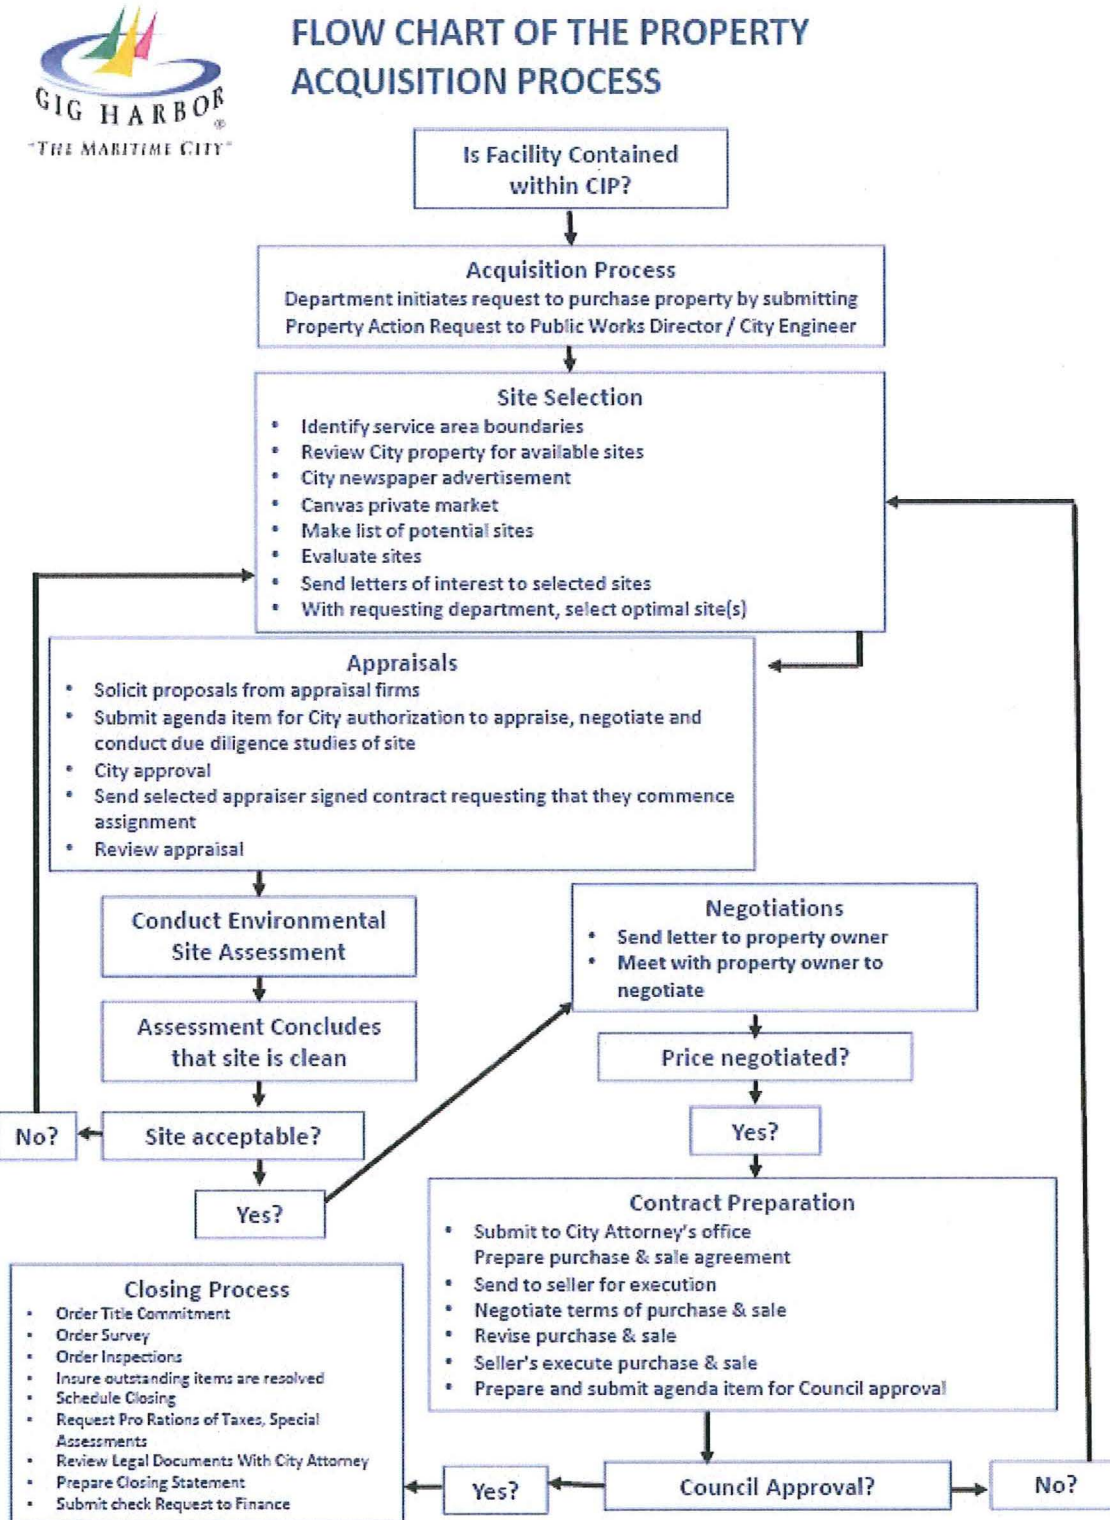 GIG HARBOR
®
"THE MARITIME CITY"
FLOW CHART OF THE PROPERTY
ACQUISITION PROCESS
Is Facility Contained
within CIP?
Acquisition Process
Department initiates request to purchase property by submitting
Property Action Request to Public Works Director / City Engineer
Site Selection
• Identify service area boundaries
• Review City property for available sites
• City newspaper advertisement
• Canvas private market
• Make list of potential sites
• Evaluate sites
• Send letters of interest to selected sites
• With requesting department, select optimal site(s)
Appraisals
• Solicit proposals from appraisal firms
• Submit agenda item for City authorization to appraise, negotiate and
conduct due diligence studies of site
• City approval
• Send selected appraiser signed contract requesting that they commence
assignment
• Review appraisal
Conduct Environmental
Site Assessment
Assessment Concludes
that site is clean
Site acceptable?
No?
Yes?
Negotiations
• Send letter to property owner
• Meet with property owner to
negotiate
Price negotiated?
Yes?
Contract Preparation
• Submit to City Attorney's office
Prepare purchase & sale agreement
• Send to seller for execution
• Negotiate terms of purchase & sale
• Revise purchase & sale
• Seller's execute purchase & sale
• Prepare and submit agenda item for Council approval
Council Approval?
No?
Yes?
Closing Process
• Order Title Commitment
• Order Survey
• Order Inspections
• Insure outstanding items are resolved
• Schedule Closing
• Request Pro Rations of Taxes, Special
Assessments
• Review Legal Documents With City Attorney
• Prepare Closing Statement
• Submit check Request to Finance